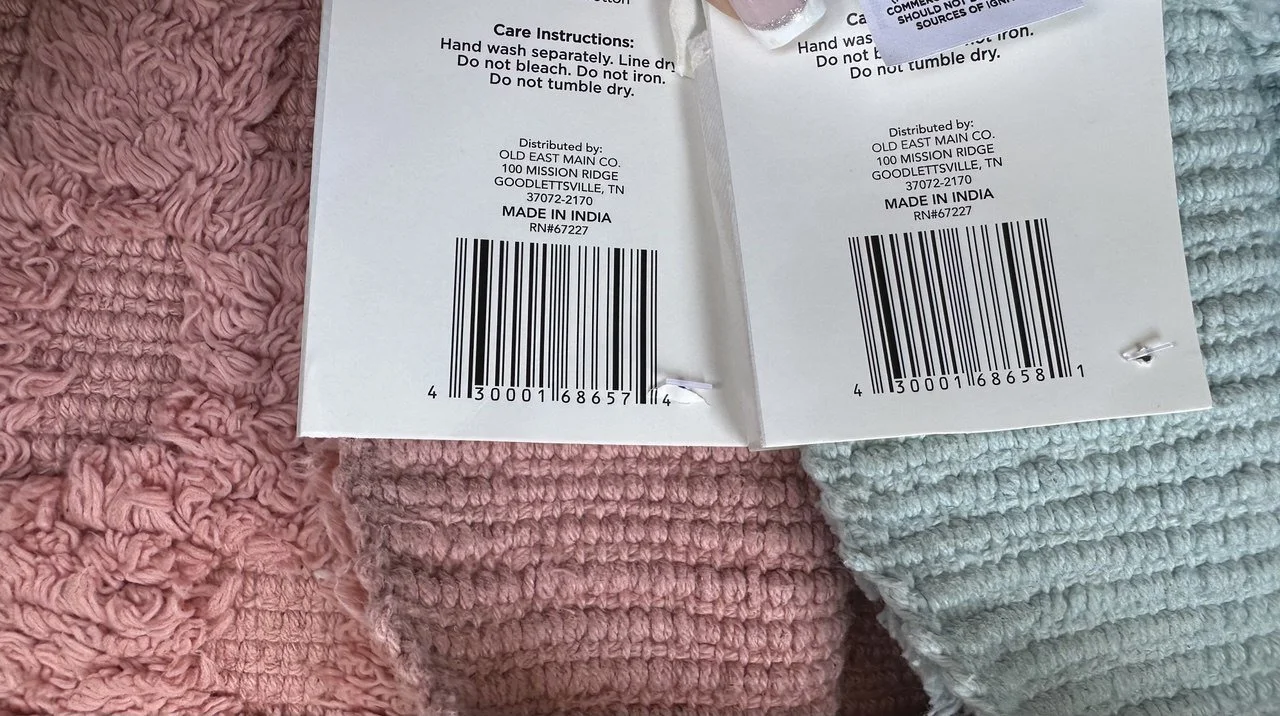 Care Instructions:
Hand wash separately. Line dry
Do not bleach. Do not iron.
Do not tumble dry.
Distributed by:
OLD EAST MAIN CO.
100 MISSION RIDGE
GOODLETTSVILLE, TN
37072-2170
MADE IN INDIA
RN#67227
4 30001 68657 4
SHOULD NOT
SOURCES OF
Hand
Do not iron.
Do not tumble dry.
Distributed by:
OLD EAST MAIN CO.
100 MISSION RIDGE
GOODLETTSVILLE, TN
37072-2170
MADE IN INDIA
RN#67227
4 30001 68658 1